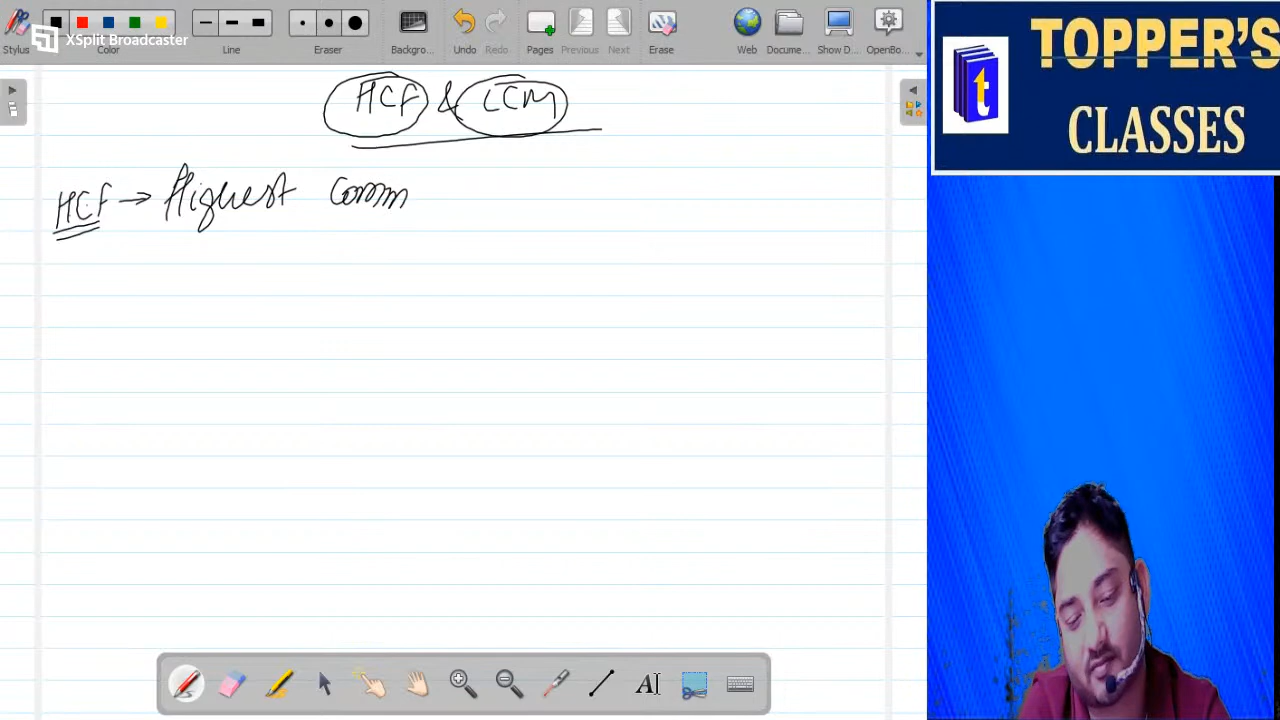 Stylus
Color
Line
Eraser
Backgro...
Undo
Redo
Pages
Previous
Next
Erase
Web
Docume...
Show D...
OpenBo...
XSplit Broadcaster
TOPPER'S
CLASSES
t
HCF & LCM
HCF → Highest Comm
AI